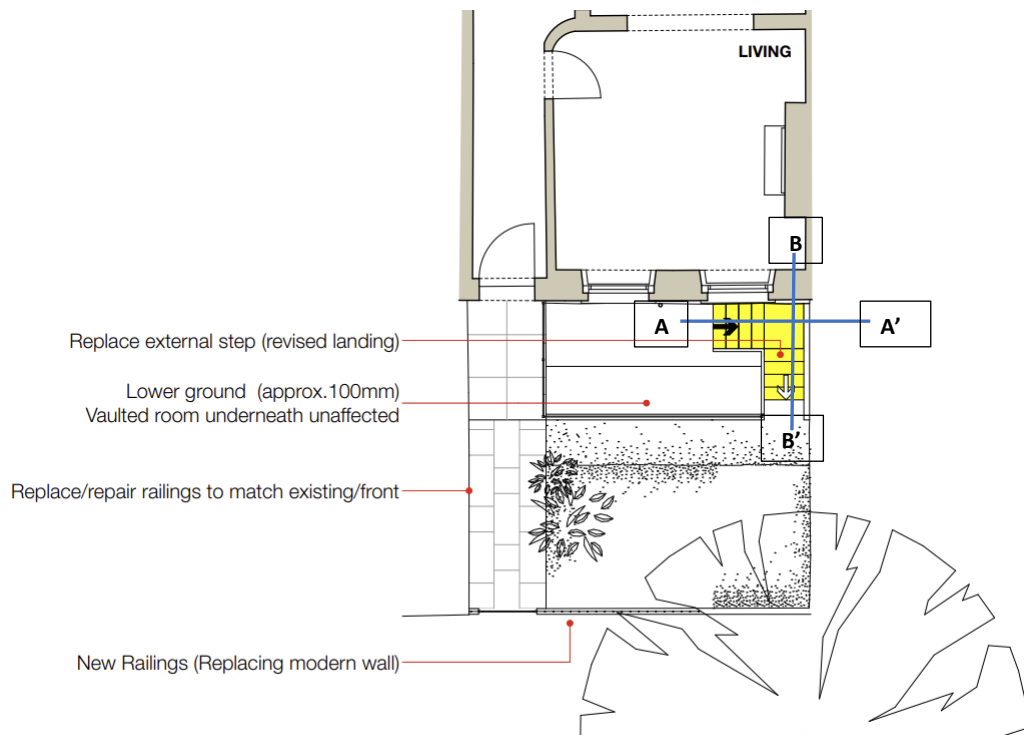 LIVING
B
A
A’
Replace external step (revised landing)
Lower ground (approx.100mm)
Vaulted room underneath unaffected
B’
Replace/repair railings to match existing/front
New Railings (Replacing modern wall)